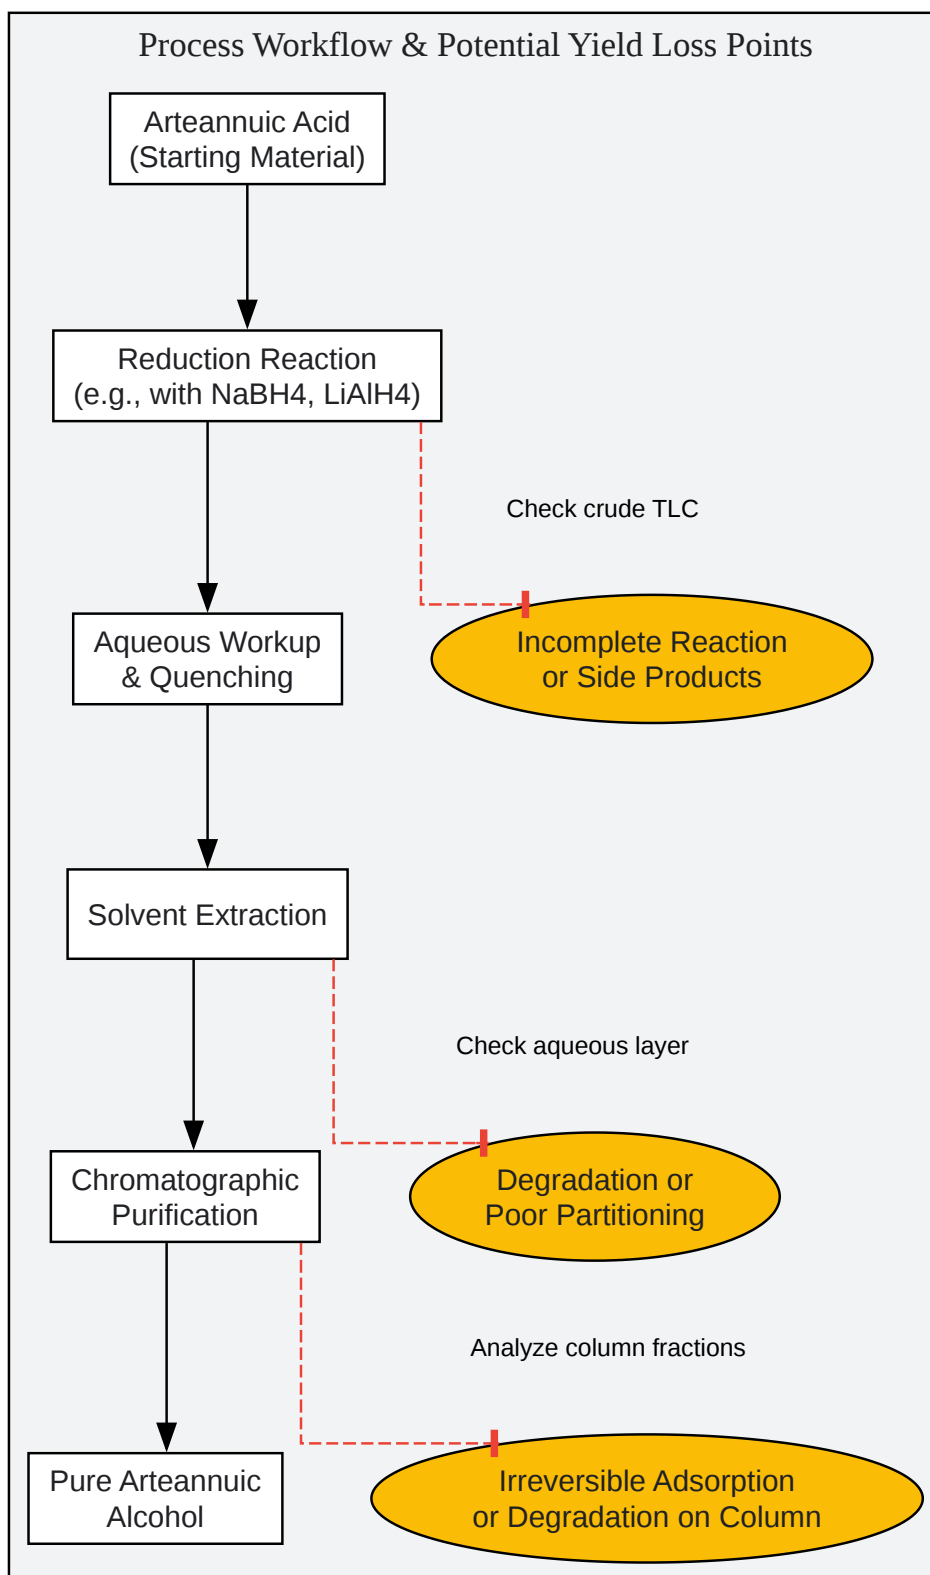 Process Workflow & Potential Yield Loss Points
Arteannuic Acid
(Starting Material)
Reduction Reaction
(e.g., with NaBH4, LiAlH4)
Check crude TLC
Aqueous Workup
& Quenching
Incomplete Reaction
or Side Products
Solvent Extraction
Check aqueous layer
Chromatographic
Purification
Degradation or
Poor Partitioning
Analyze column fractions
Pure Arteannuic
Alcohol
Irreversible Adsorption
or Degradation on Column